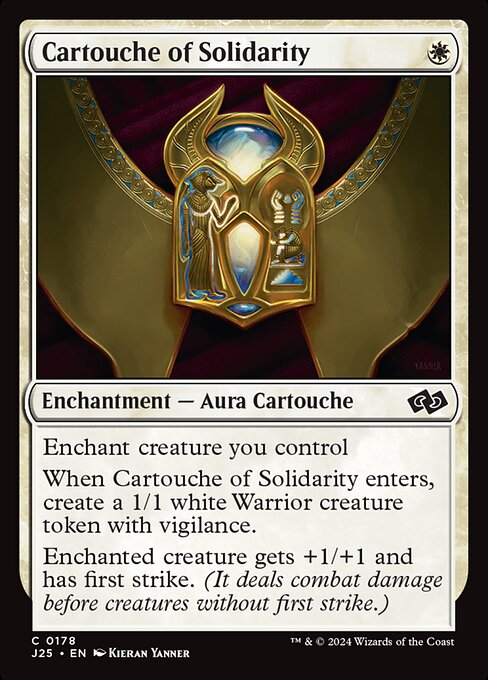 Cartouche of Solidarity
YANNER
Enchantment — Aura Cartouche
Enchant creature you control
When Cartouche of Solidarity enters,
create a 1/1 white Warrior creature
token with vigilance.
Enchanted creature gets +1/+1 and
has first strike. (It deals combat damage
before creatures without first strike.)
C 0178
J25 • EN Kieran Yanner
™ & © 2024 Wizards of the Coast